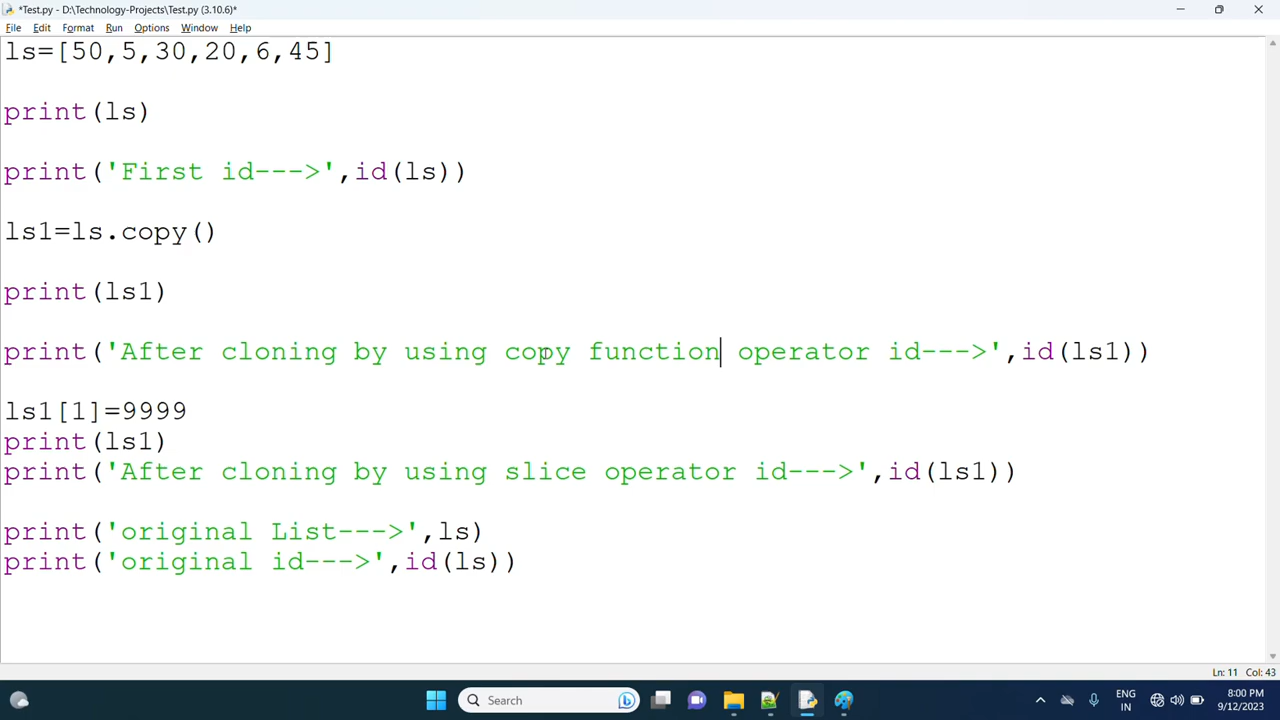 *Test.py - D:\Technology-Projects\Test.py (3.10.6)*
File Edit Format Run Options Window Help
ls=[50,5,30,20,6,45]
print(ls)
print('First id--->',id(ls))
ls1=ls.copy()
print(ls1)
print('After cloning by using copy function operator id--->',id(ls1))
ls1[1]=9999
print(ls1)
print('After cloning by using slice operator id--->',id(ls1))
print('original List--->',ls)
print('original id--->',id(ls))
Ln: 11 Col: 43
Search
ENG
IN
8:00 PM
9/12/2023